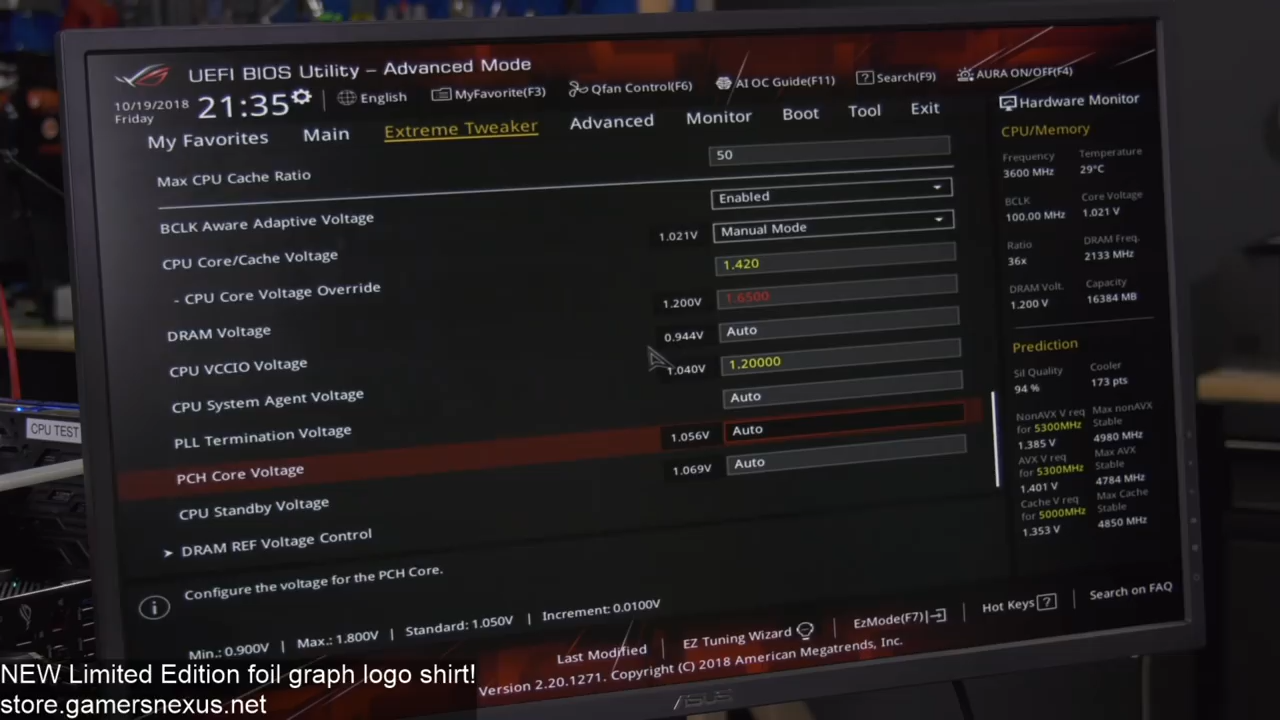 UEFI BIOS Utility – Advanced Mode
10/19/2018
Friday
21:35
English
MyFavorite(F3)
Qfan Control(F6)
AI OC Guide(F11)
? Search(F9)
AURA ON/OFF(F4)
My Favorites
Main
Extreme Tweaker
Advanced
Monitor
Boot
Tool
Exit
Max CPU Cache Ratio
50
BCLK Aware Adaptive Voltage
Enabled
CPU Core/Cache Voltage
1.021V
Manual Mode
- CPU Core Voltage Override
1.420
DRAM Voltage
1.200V
1.6500
CPU VCCIO Voltage
0.944V
Auto
CPU System Agent Voltage
1.040V
1.20000
PLL Termination Voltage
Auto
PCH Core Voltage
1.056V
Auto
CPU Standby Voltage
1.069V
Auto
DRAM REF Voltage Control
Configure the voltage for the PCH Core.
Min.: 0.900V | Max.: 1.800V | Standard: 1.050V | Increment: 0.0100V
Hardware Monitor
CPU/Memory
Frequency
3600 MHz
Temperature
29°C
BCLK
100.00 MHz
Core Voltage
1.021 V
Ratio
36x
DRAM Freq.
2133 MHz
DRAM Volt.
1.200 V
Capacity
16384 MB
Prediction
Sil Quality
94 %
Cooler
173 pts
NonAVX V req
for 5300MHz
1.385 V
Max nonAVX
Stable
4980 MHz
AVX V req
for 5300MHz
1.401 V
Max AVX
Stable
4784 MHz
Cache V req
for 5000MHz
1.353 V
Max Cache
Stable
4850 MHz
Last Modified
EZ Tuning Wizard
EzMode(F7)
Hot Keys ?
Search on FAQ
Version 2.20.1271. Copyright (C) 2018 American Megatrends, Inc.
ASUS
CPU TEST
NEW Limited Edition foil graph logo shirt!
store.gamersnexus.net